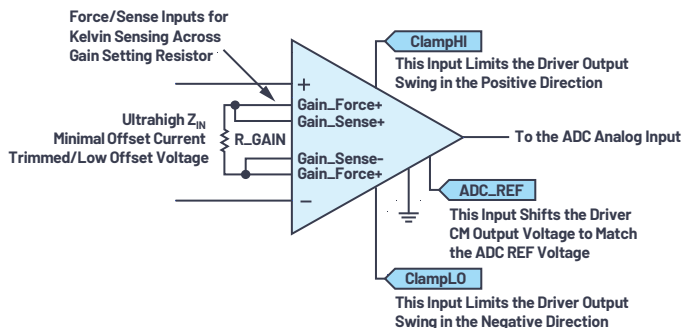 Force/Sense Inputs for
Kelvin Sensing Across
Gain Setting Resistor
ClampHI
This Input Limits the Driver Output
Swing in the Positive Direction
+
Gain_Force+
Gain_Sense+
Ultrahigh ZIN
Minimal Offset Current
Trimmed/Low Offset Voltage
R_GAIN
To the ADC Analog Input
Gain_Sense-
Gain_Force+
−
ADC_REF
This Input Shifts the Driver
CM Output Voltage to Match
the ADC REF Voltage
ClampLO
This Input Limits the Driver Output
Swing in the Negative Direction